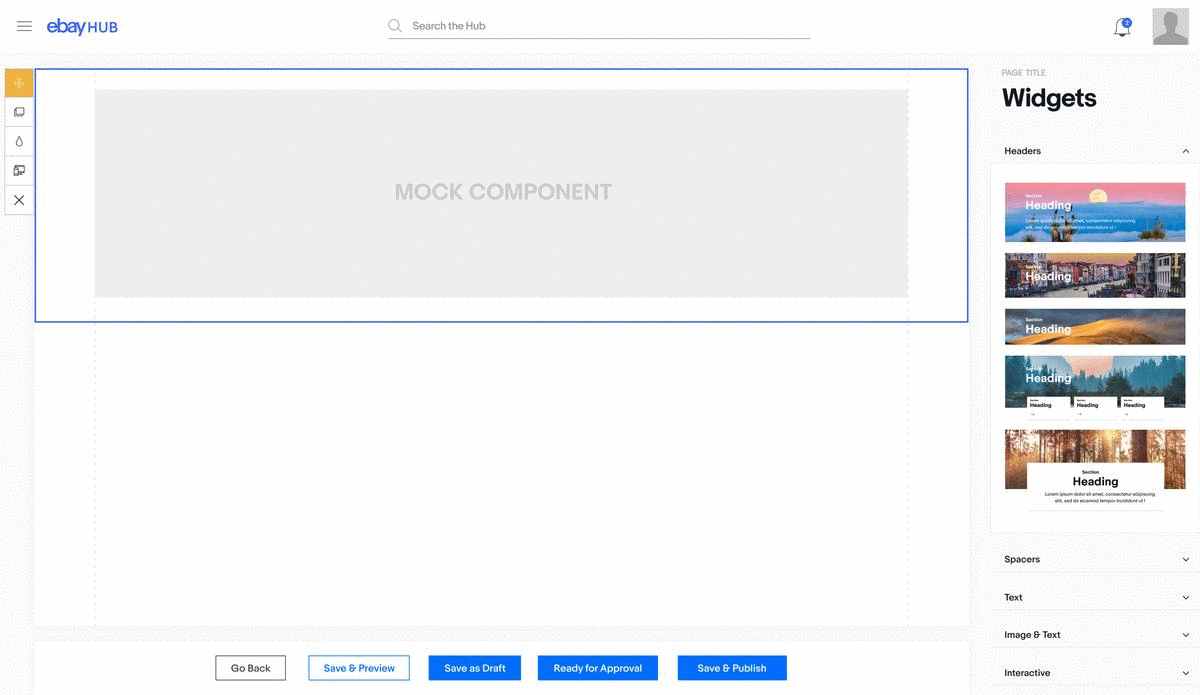 ebay HUB
Search the Hub
2
PAGE TITLE
Widgets
Headers
MOCK COMPONENT
Section
Heading
Lorem ipsum dolor sit amet, consectetur adipiscing
elit, sed do eiusmod tempor incididunt ut l
Section
Heading
Section
Heading
Section
Heading
Section
Heading
Section
Heading
Section
Heading
Section
Heading
Lorem ipsum dolor sit amet, consectetur adipiscing
elit, sed do eiusmod tempor incididunt ut l
Spacers
Text
Image & Text
Interactive
Go Back
Save & Preview
Save as Draft
Ready for Approval
Save & Publish